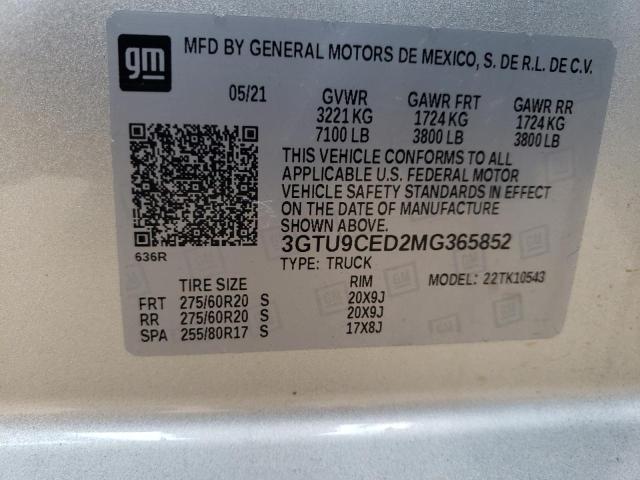 gm
MFD BY GENERAL MOTORS DE MEXICO, S. DE R.L. DE C.V.
05/21 GVWR GAWR FRT GAWR RR
3221 KG 1724 KG 1724 KG
7100 LB 3800 LB 3800 LB
THIS VEHICLE CONFORMS TO ALL
APPLICABLE U.S. FEDERAL MOTOR
VEHICLE SAFETY STANDARDS IN EFFECT
ON THE DATE OF MANUFACTURE
SHOWN ABOVE.
636R
3GTU9CED2MG365852
TYPE: TRUCK MODEL: 22TK10543
TIRE SIZE RIM
FRT 275/60R20 S 20X9J
RR 275/60R20 S 20X9J
SPA 255/80R17 S 17X8J